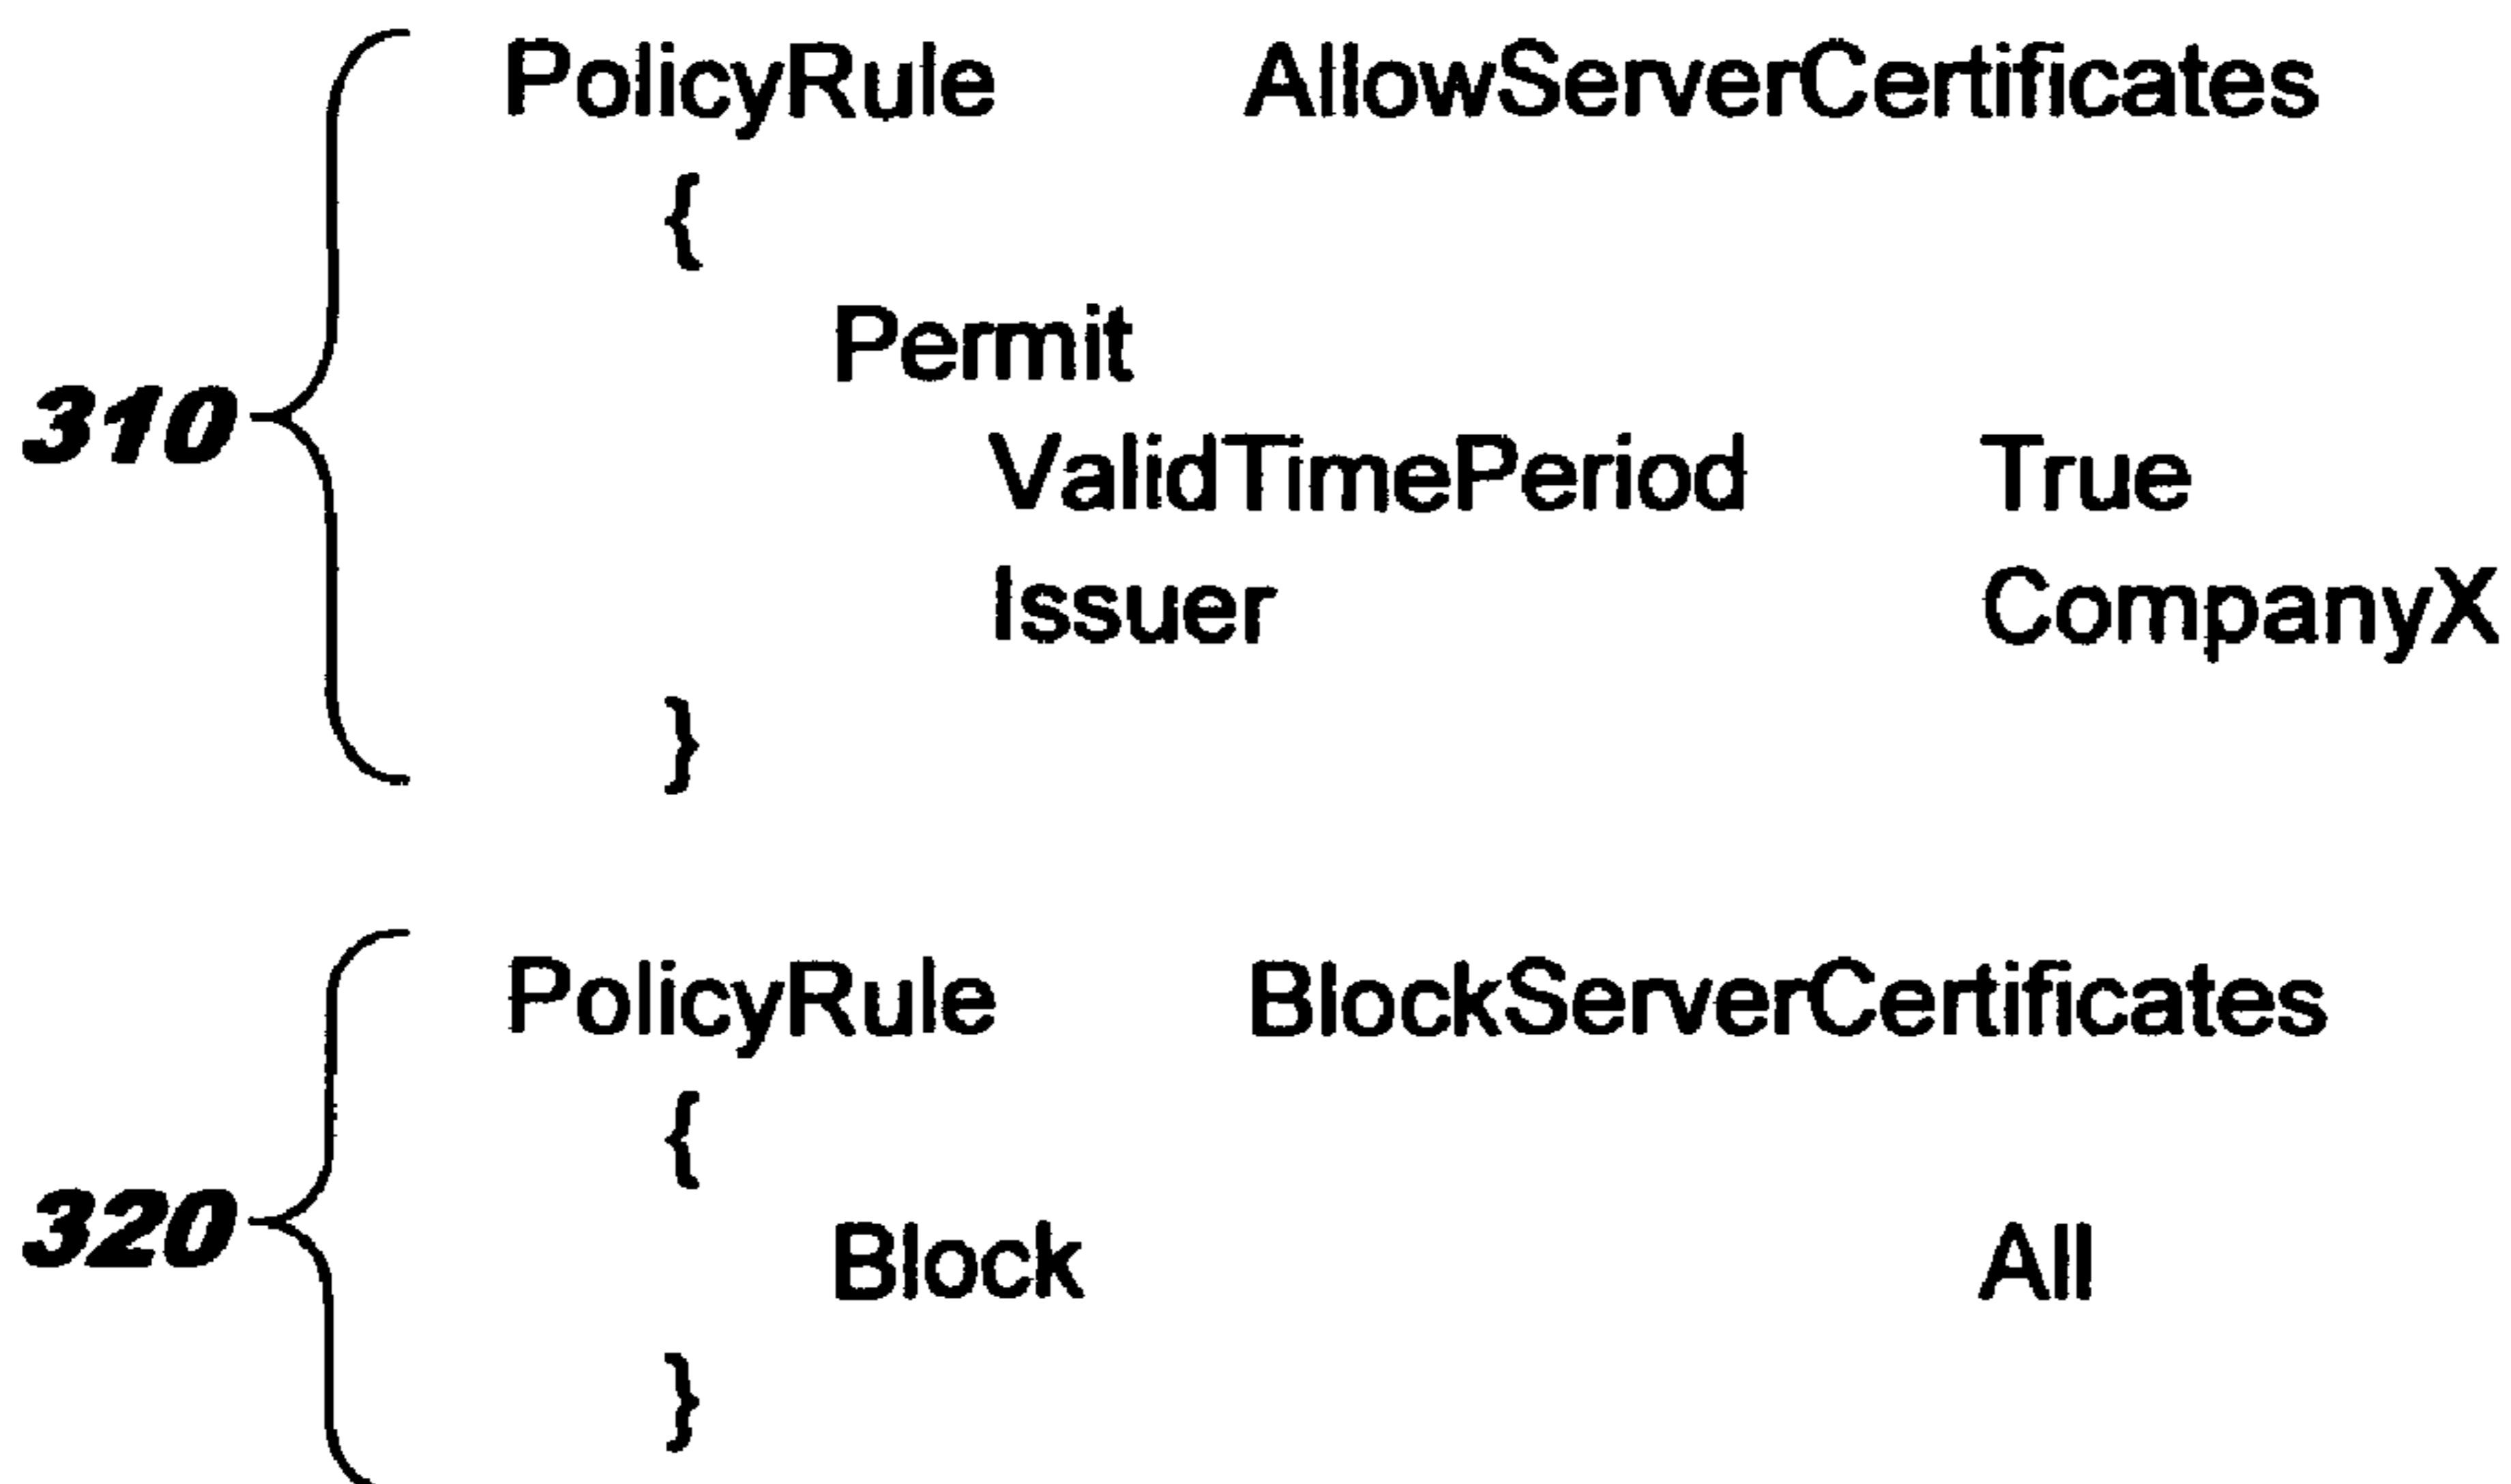 PolicyRule AllowServerCertificates
{
Permit
ValidTimePeriod True
310
Issuer CompanyX
}
PolicyRule BlockServerCertificates
{
320
Block All
}